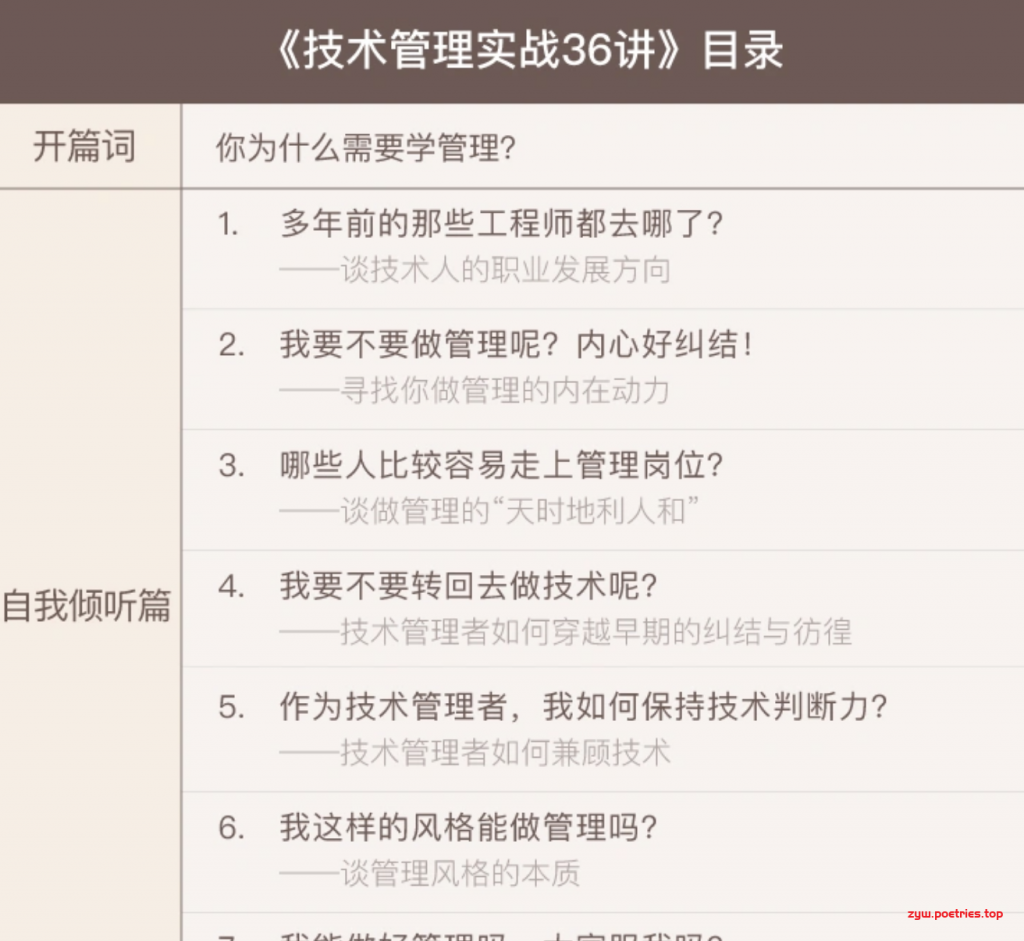 《技术管理实战36讲》目录
开篇词
你为什么需要学管理?
自我倾听篇
1. 多年前的那些工程师都去哪了?
——谈技术人的职业发展方向
2. 我要不要做管理呢？内心好纠结！
——寻找你做管理的内在动力
3. 哪些人比较容易走上管理岗位?
——谈做管理的“天时地利人和”
4. 我要不要转回去做技术呢?
——技术管理者如何穿越早期的纠结与彷徨
5. 作为技术管理者，我如何保持技术判断力?
——技术管理者如何兼顾技术
6. 我这样的风格能做管理吗?
——谈管理风格的本质
zyw.poetries.top